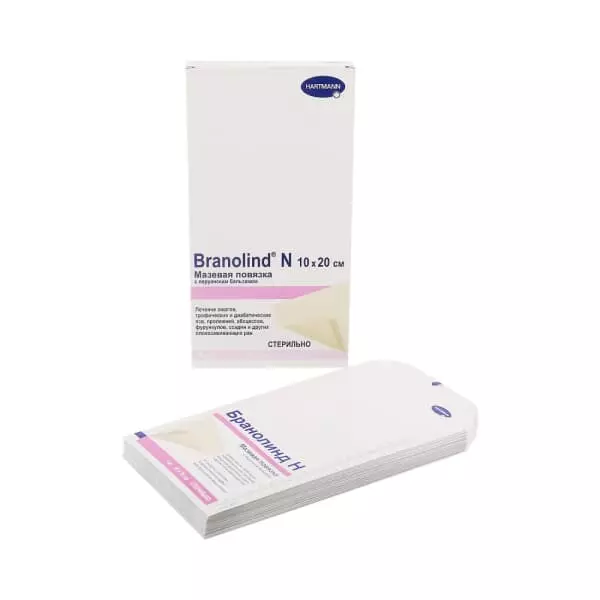 HARTMANN
Branolind® N 10 x 20 см
Мазевая повязка
с перуанским бальзамом
Лечение ожогов,
трофических и диабетических
язв, пролежней, абсцессов,
фурункулов, ссадин и других
плохозаживающих ран
СТЕРИЛЬНО
Бранолинд Н
Мазевая повязка